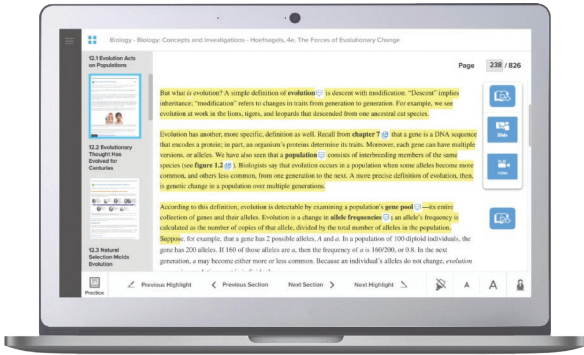 Biology - Biology: Concepts and Investigations - Hoefnagels, 4e, The Forces of Evolutionary Change
12.1 Evolution Acts
on Populations
12.2 Evolutionary
Thought Has
Evolved for
Centuries
12.3 Natural
Selection Molds
Evolution
Page 238 / 826
But what is evolution? A simple definition of evolution is descent with modification. "Descent" implies
inheritance; "modification" refers to changes in traits from generation to generation. For example, we see
evolution at work in the lions, tigers, and leopards that descended from one ancestral cat species.
Evolution has another, more specific, definition as well. Recall from chapter 7 that a gene is a DNA sequence
that encodes a protein; in part, an organism's proteins determine its traits. Moreover, each gene can have multiple
versions, or alleles. We have also seen that a population consists of interbreeding members of the same
species (see figure 1.2). Biologists say that evolution occurs in a population when some alleles become more
common, and others less common, from one generation to the next. A more precise definition of evolution, then,
is genetic change in a population over multiple generations.
According to this definition, evolution is detectable by examining a population's gene pool—its entire
collection of genes and their alleles. Evolution is a change in allele frequencies; an allele's frequency is
calculated as the number of copies of that allele, divided by the total number of alleles in the population.
Suppose, for example, that a gene has 2 possible alleles, A and a. In a population of 100 diploid individuals, the
gene has 200 alleles. If 160 of those alleles are a, then the frequency of a is 160/200, or 0.8. In the next
generation, a may become either more or less common. Because an individual's alleles do not change, evolution
Slide
Video
Practice
Previous Highlight
Previous Section
Next Section
Next Highlight
A
A